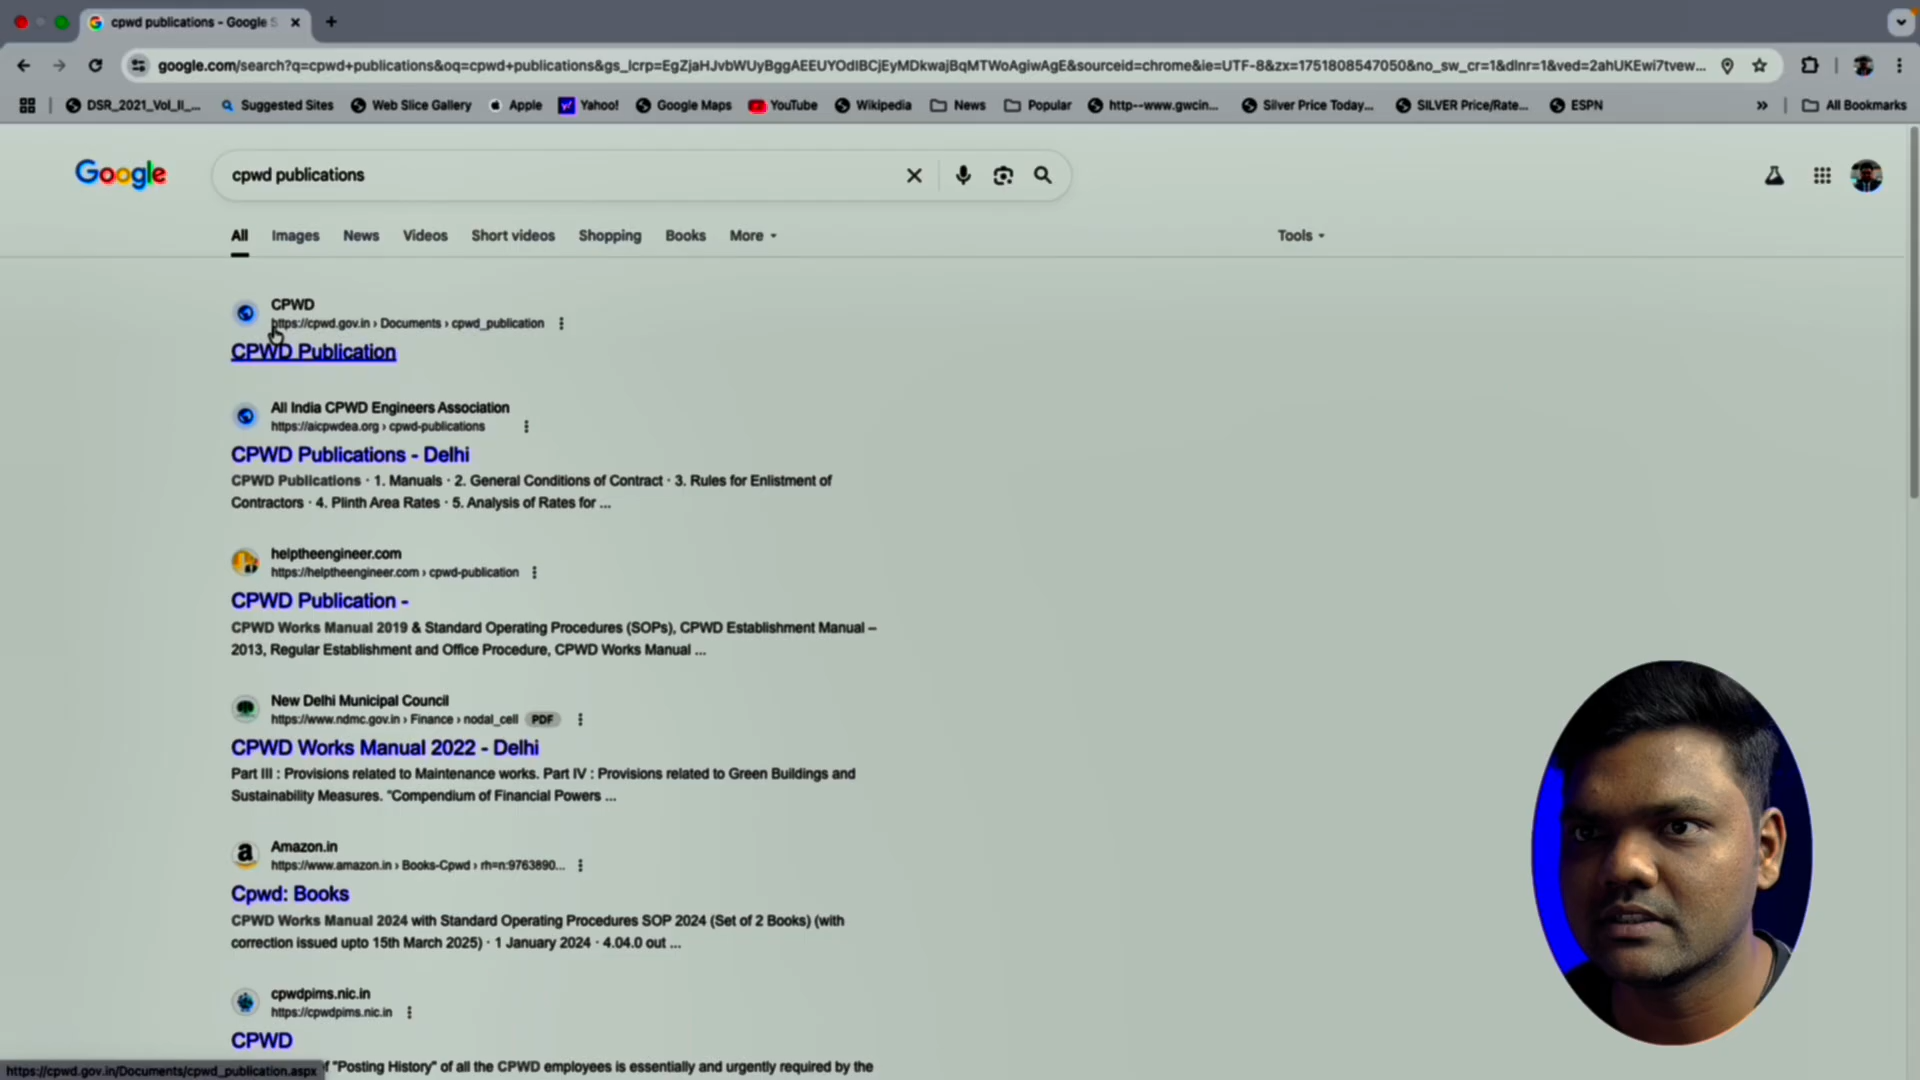 cpwd publications - Google S
google.com/search?q=cpwd+publications&oq=cpwd+publications&gs_lcrp=EgZjaHJvbWUyBggAEEUYOdIBCjEyMDkwajBqMTWoAgiwAgE&sourceid=chrome&ie=UTF-8&zx=1751808547050&no_sw_cr=1&dlnr=1&ved=2ahUKEwi7tvew...
DSR_2021_Vol_II_... Suggested Sites Web Slice Gallery Apple Yahoo! Google Maps YouTube Wikipedia News Popular http--www.gwcin... Silver Price Today... SILVER Price/Rate... ESPN » All Bookmarks
Google cpwd publications
All Images News Videos Short videos Shopping Books More Tools
CPWD
https://cpwd.gov.in › Documents › cpwd_publication
CPWD Publication
All India CPWD Engineers Association
https://aicpwdea.org › cpwd-publications
CPWD Publications - Delhi
CPWD Publications · 1. Manuals · 2. General Conditions of Contract · 3. Rules for Enlistment of
Contractors · 4. Plinth Area Rates · 5. Analysis of Rates for ...
helptheengineer.com
https://helptheengineer.com › cpwd-publication
CPWD Publication -
CPWD Works Manual 2019 & Standard Operating Procedures (SOPs), CPWD Establishment Manual –
2013, Regular Establishment and Office Procedure, CPWD Works Manual ...
New Delhi Municipal Council
https://www.ndmc.gov.in › Finance › nodal_cell PDF
CPWD Works Manual 2022 - Delhi
Part III : Provisions related to Maintenance works. Part IV : Provisions related to Green Buildings and
Sustainability Measures. "Compendium of Financial Powers ...
Amazon.in
https://www.amazon.in › Books-Cpwd › rh=n:9763890...
Cpwd: Books
CPWD Works Manual 2024 with Standard Operating Procedures SOP 2024 (Set of 2 Books) (with
correction issued upto 15th March 2025) · 1 January 2024 · 4.04.0 out ...
cpwdpims.nic.in
https://cpwdpims.nic.in
CPWD
"Posting History" of all the CPWD employees is essentially and urgently required by the
https://cpwd.gov.in/Documents/cpwd_publication.aspx